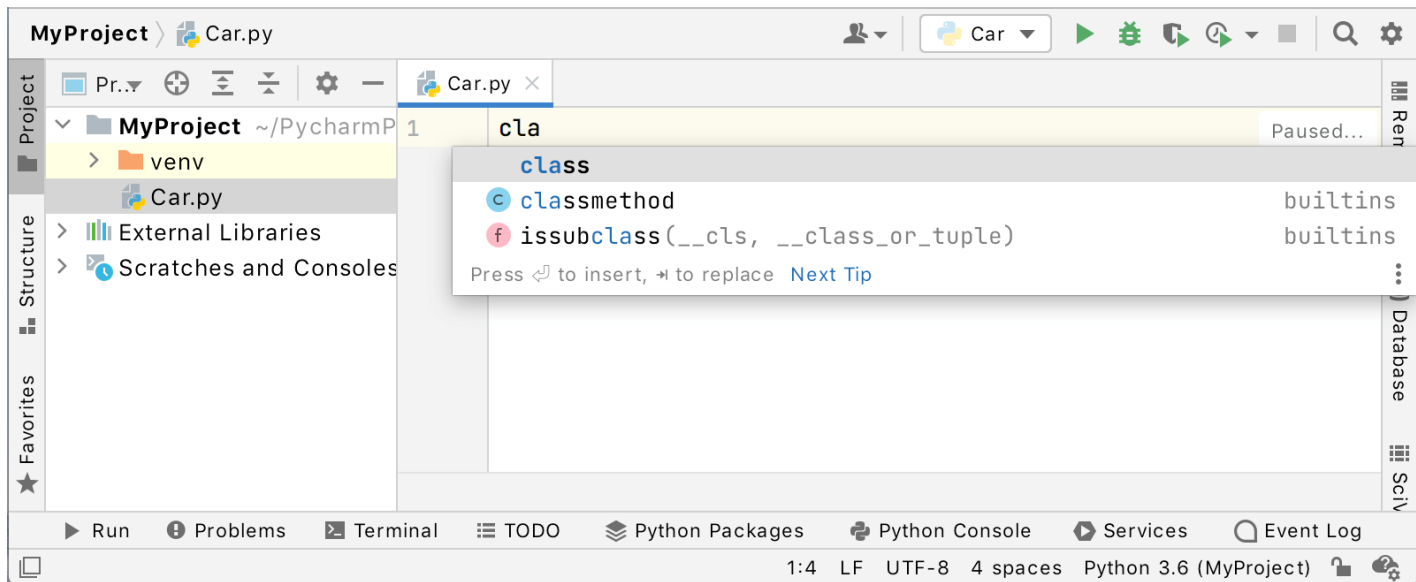 MyProject Car.py Car
Project
Pr... Car.py
MyProject ~/PycharmP 1 cla Paused...
venv class
Car.py classmethod builtins
External Libraries issubclass(__cls, __class_or_tuple) builtins
Scratches and Consoles Press ⏎ to insert, ⇥ to replace Next Tip
Structure
Favorites
Rem
Database
SciV
Run Problems Terminal TODO Python Packages Python Console Services Event Log
1:4 LF UTF-8 4 spaces Python 3.6 (MyProject)